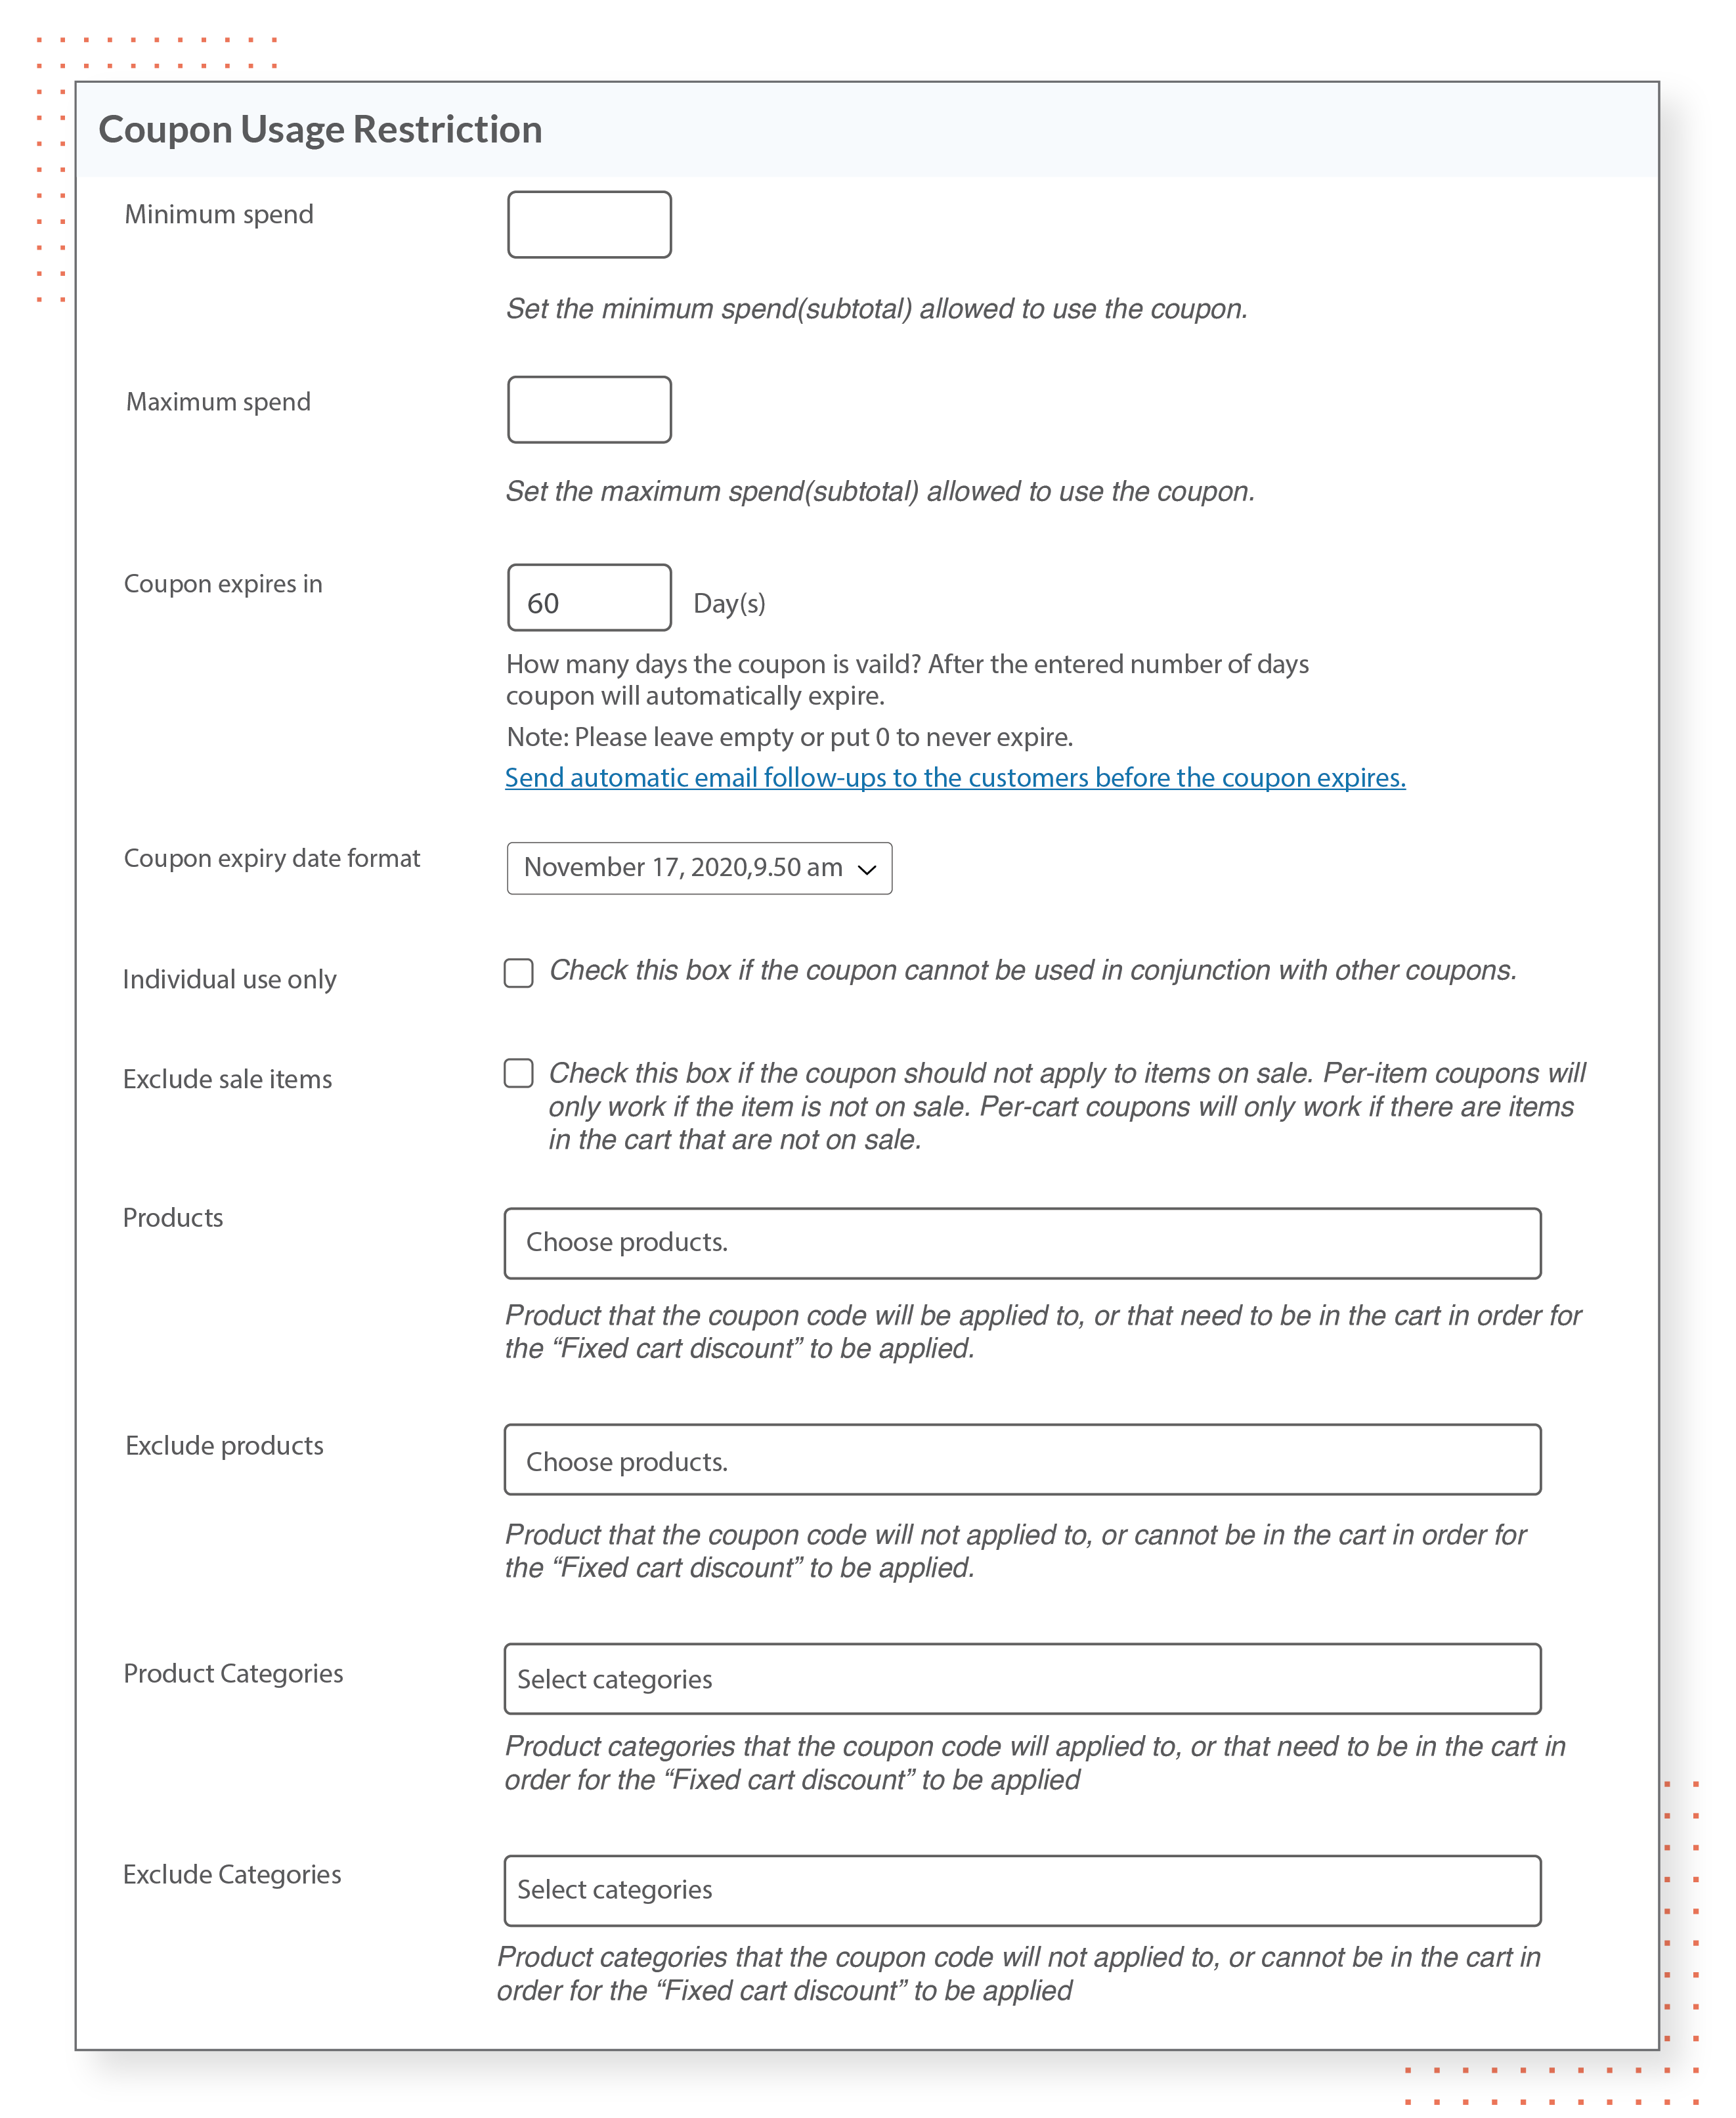 Coupon Usage Restriction
Minimum spend
Set the minimum spend(subtotal) allowed to use the coupon.
Maximum spend
Set the maximum spend(subtotal) allowed to use the coupon.
Coupon expires in
60 Day(s)
How many days the coupon is vaild? After the entered number of days
coupon will automatically expire.
Note: Please leave empty or put 0 to never expire.
Send automatic email follow-ups to the customers before the coupon expires.
Coupon expiry date format
November 17, 2020,9.50 am
Individual use only
Check this box if the coupon cannot be used in conjunction with other coupons.
Exclude sale items
Check this box if the coupon should not apply to items on sale. Per-item coupons will
only work if the item is not on sale. Per-cart coupons will only work if there are items
in the cart that are not on sale.
Products
Choose products.
Product that the coupon code will be applied to, or that need to be in the cart in order for
the “Fixed cart discount” to be applied.
Exclude products
Choose products.
Product that the coupon code will not applied to, or cannot be in the cart in order for
the “Fixed cart discount” to be applied.
Product Categories
Select categories
Product categories that the coupon code will applied to, or that need to be in the cart in
order for the “Fixed cart discount” to be applied
Exclude Categories
Select categories
Product categories that the coupon code will not applied to, or cannot be in the cart in
order for the “Fixed cart discount” to be applied